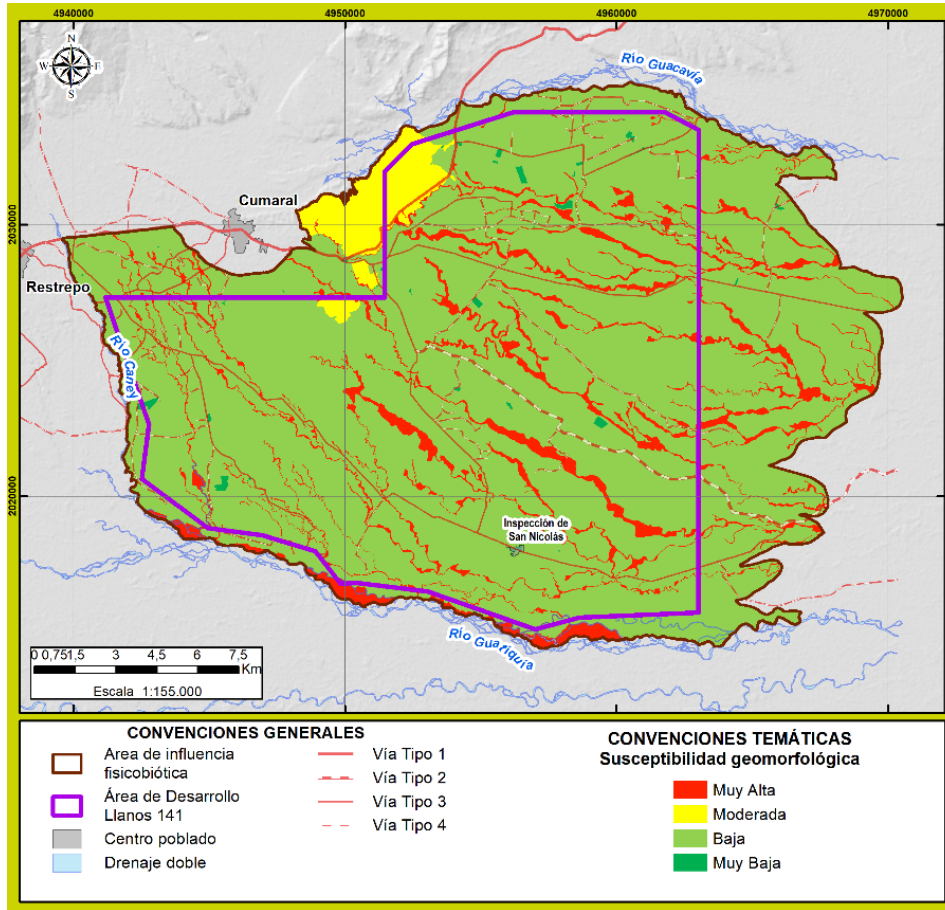 4940000 4950000 4960000 4970000
N
W E
S
Río Guacavía
Cumaral
2030000
Restrepo
Río Caney
2020000
Inspección de
San Nicolás
Río Guatiquía
0 0,751,5 3 4,5 6 7,5
Km
Escala 1:155.000
CONVENCIONES GENERALES
Area de influencia
fisicobiótica
Área de Desarrollo
Llanos 141
Centro poblado
Drenaje doble
Vía Tipo 1
Vía Tipo 2
Vía Tipo 3
Vía Tipo 4
CONVENCIONES TEMÁTICAS
Susceptibilidad geomorfológica
Muy Alta
Moderada
Baja
Muy Baja